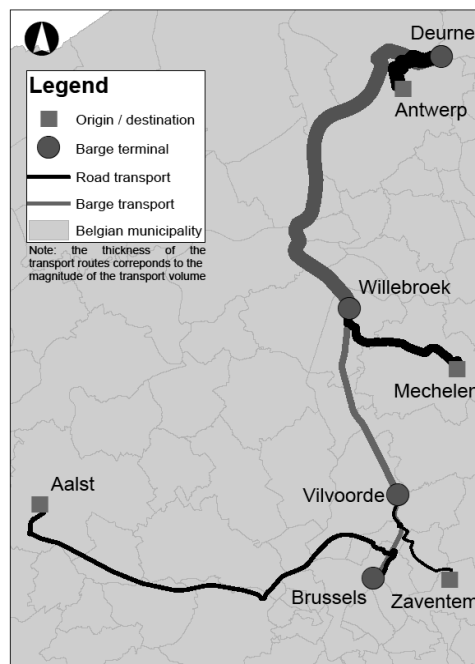 Deurne
Legend
Origin / destination
Antwerp
Barge terminal
Road transport
Barge transport
Belgian municipality
Note: the thickness of the
transport routes correponds to the
magnitude of the transport volume
Willebroek
Mechelen
Aalst
Vilvoorde
Brussels
Zaventem